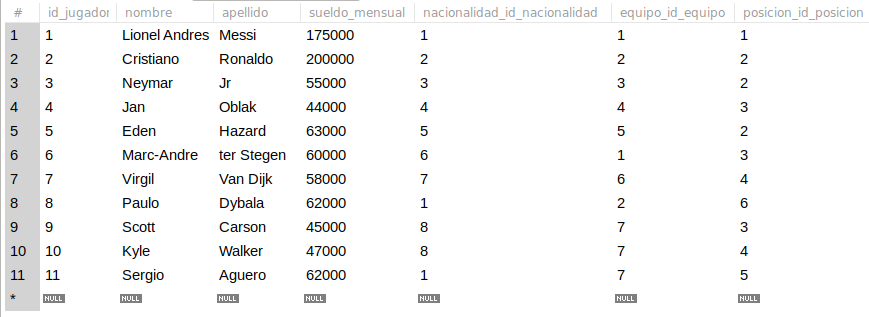 # id_jugador nombre apellido sueldo_mensual nacionalidad_id_nacionalidad equipo_id_equipo posicion_id_posicion
1 1 Lionel Andres Messi 175000 1 1 1
2 2 Cristiano Ronaldo 200000 2 2 2
3 3 Neymar Jr 55000 3 3 2
4 4 Jan Oblak 44000 4 4 3
5 5 Eden Hazard 63000 5 5 2
6 6 Marc-Andre ter Stegen 60000 6 1 3
7 7 Virgil Van Dijk 58000 7 6 4
8 8 Paulo Dybala 62000 1 2 6
9 9 Scott Carson 45000 8 7 3
10 10 Kyle Walker 47000 8 7 4
11 11 Sergio Aguero 62000 1 7 5
* NULL NULL NULL NULL NULL NULL NULL